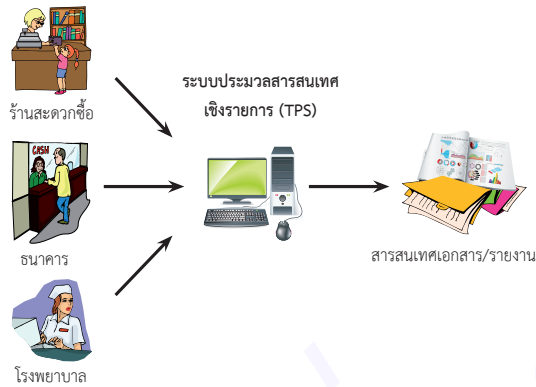 ร้านสะดวกซื้อ
ระบบประมวลสารสนเทศ
เชิงรายการ (TPS)
CASH
ธนาคาร
สารสนเทศเอกสาร/รายงาน
โรงพยาบาล